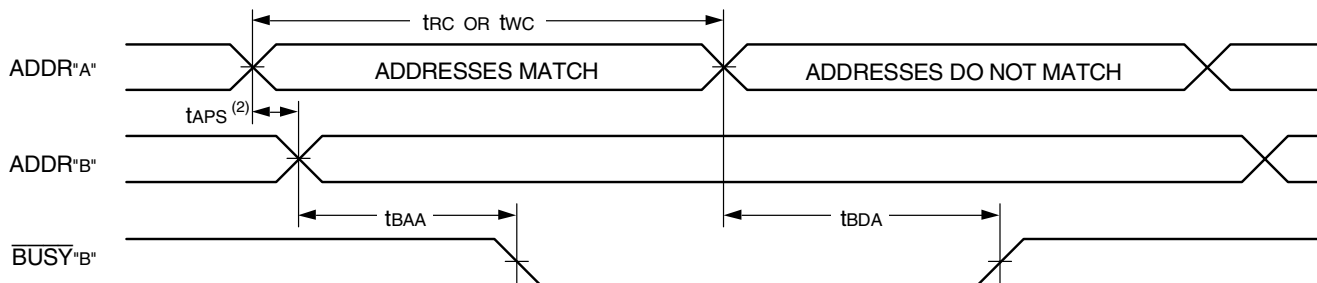 tRC OR tWC
ADDR"A"
ADDRESSES MATCH
ADDRESSES DO NOT MATCH
tAPS (2)
ADDR"B"
tBAA
tBDA
BUSY"B"